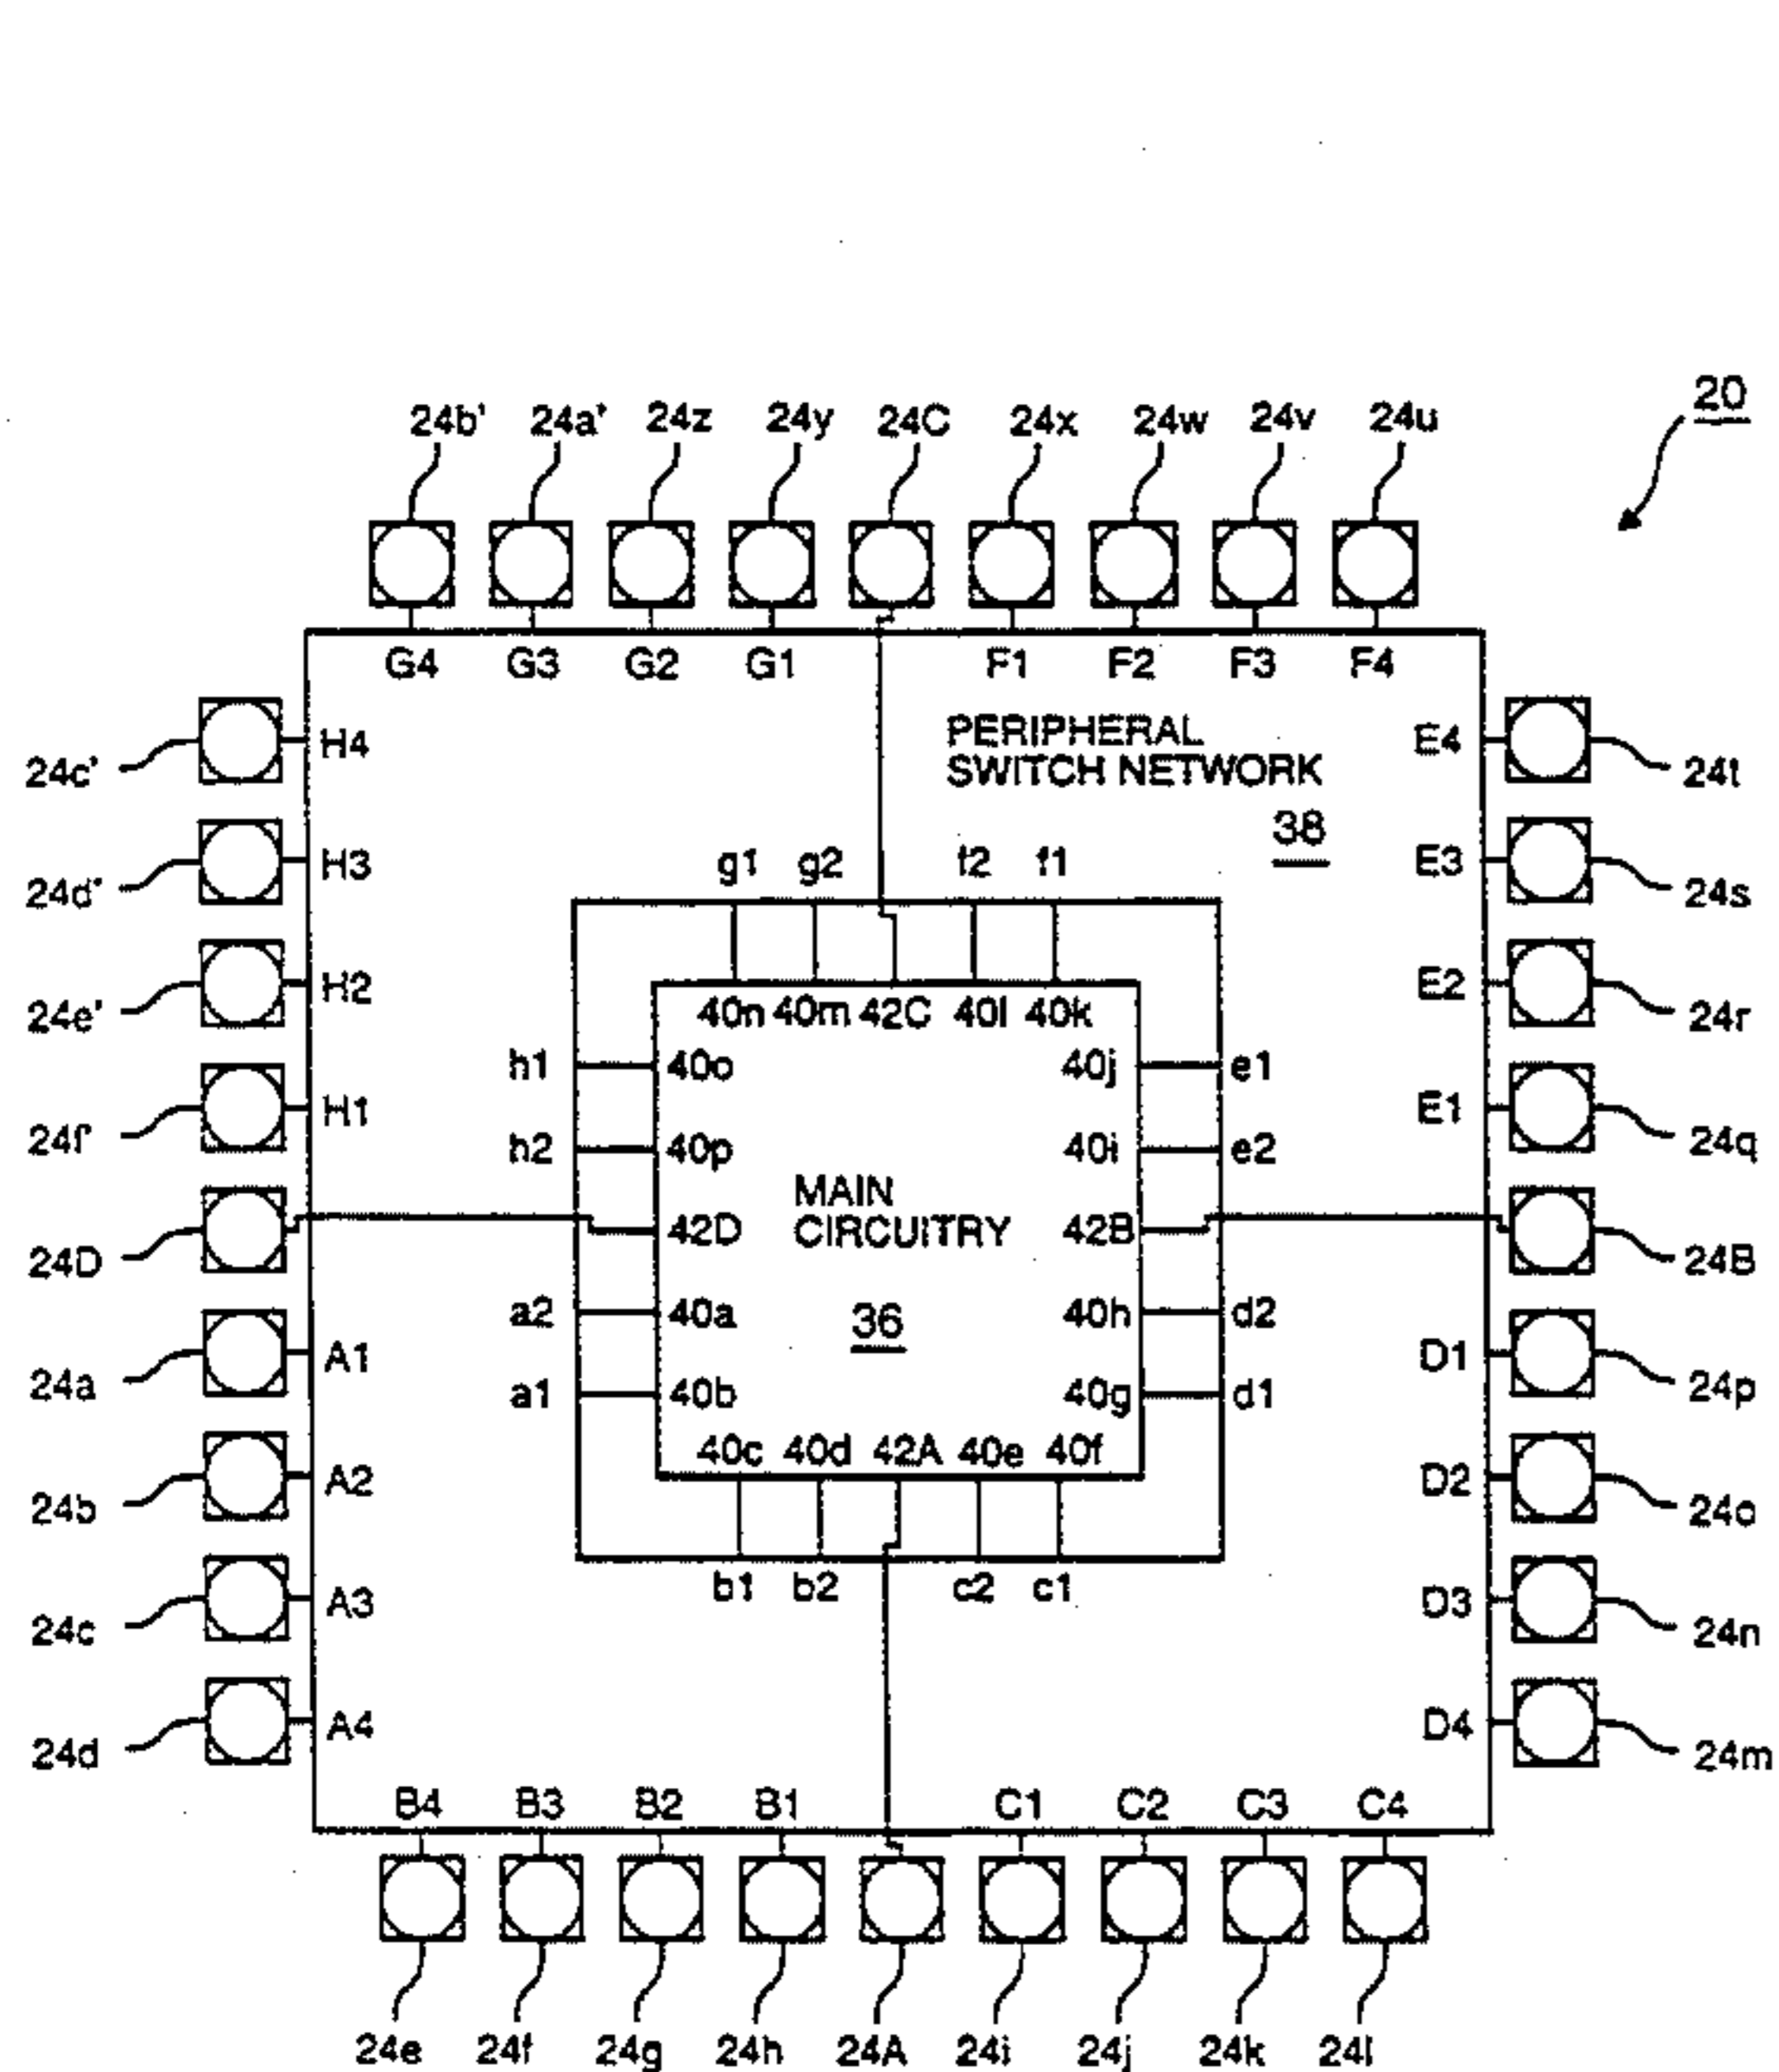 20
24b' 24a' 24z 24y 24C 24x 24w 24v 24u
G4 G3 G2 G1 F1 F2 F3 F4
PERIPHERAL
SWITCH NETWORK
38
24c' H4 E4 24t
24d' H3 E3 24s
g1 g2 f2 f1
24e' H2 E2 24r
40n 40m 42C 40l 40k
h1 40o 40j e1
24f' H1 E1 24q
h2 40p 40i e2
MAIN
CIRCUITRY
24D 42D 42B 24B
a2 40a 40h d2
36
24a A1 D1 24p
a1 40b 40g d1
40c 40d 42A 40e 40f
24b A2 D2 24o
b1 b2 c2 c1
24c A3 D3 24n
24d A4 D4 24m
B4 B3 B2 B1 C1 C2 C3 C4
24e 24f 24g 24h 24A 24i 24j 24k 24l